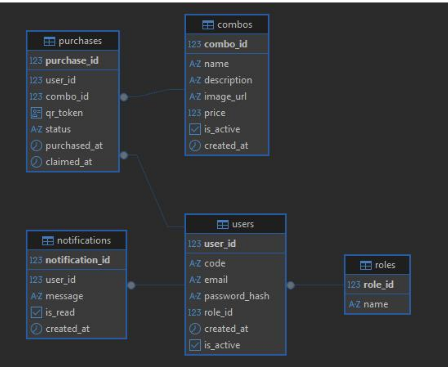 purchases
123 purchase_id
123 user_id
123 combo_id
qr_token
A-Z status
purchased_at
claimed_at
combos
123 combo_id
A-Z name
A-Z description
A-Z image_url
123 price
is_active
created_at
notifications
123 notification_id
123 user_id
A-Z message
is_read
created_at
users
123 user_id
A-Z code
A-Z email
A-Z password_hash
123 role_id
created_at
is_active
roles
123 role_id
A-Z name